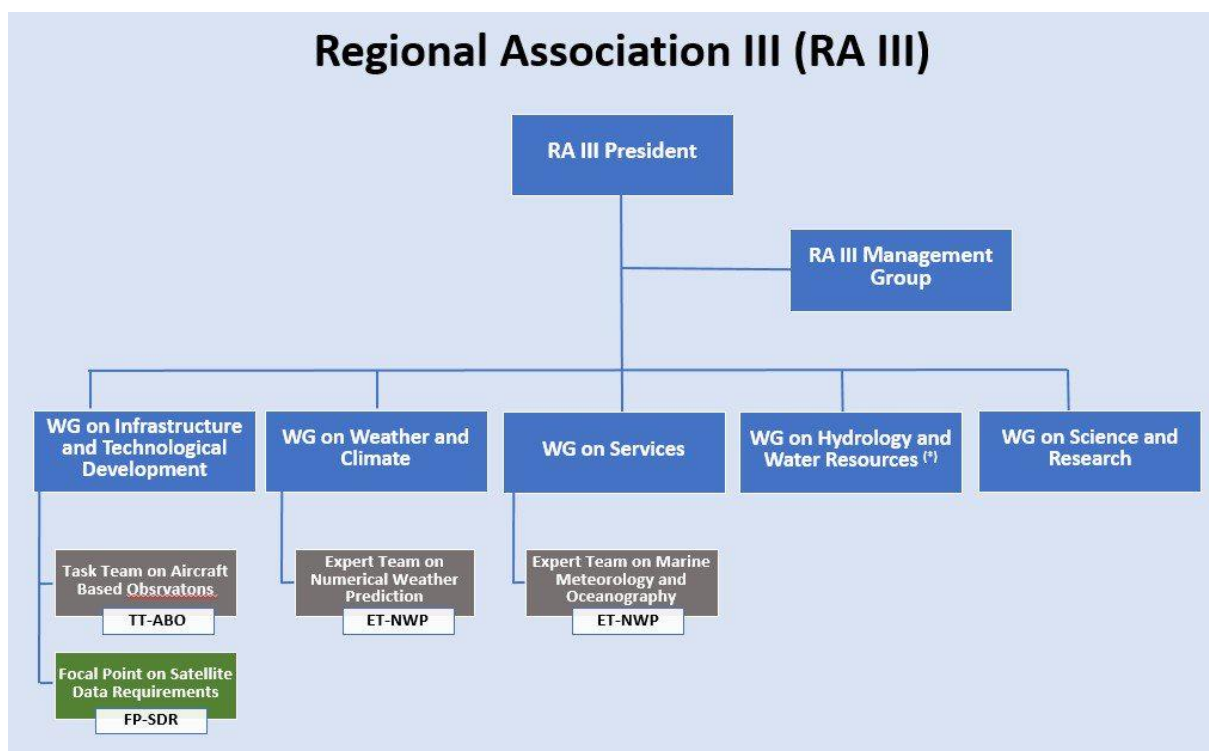 Regional Association III (RA III)
RA III President
RA III Management
Group
WG on Infrastructure
and Technological
Development
WG on Weather and
Climate
WG on Services
WG on Hydrology and
Water Resources (*)
WG on Science and
Research
Task Team on Aircraft
Based Obsrvatons
TT-ABO
Expert Team on
Numerical Weather
Prediction
ET-NWP
Expert Team on Marine
Meteorology and
Oceanography
ET-NWP
Focal Point on Satellite
Data Requirements
FP-SDR